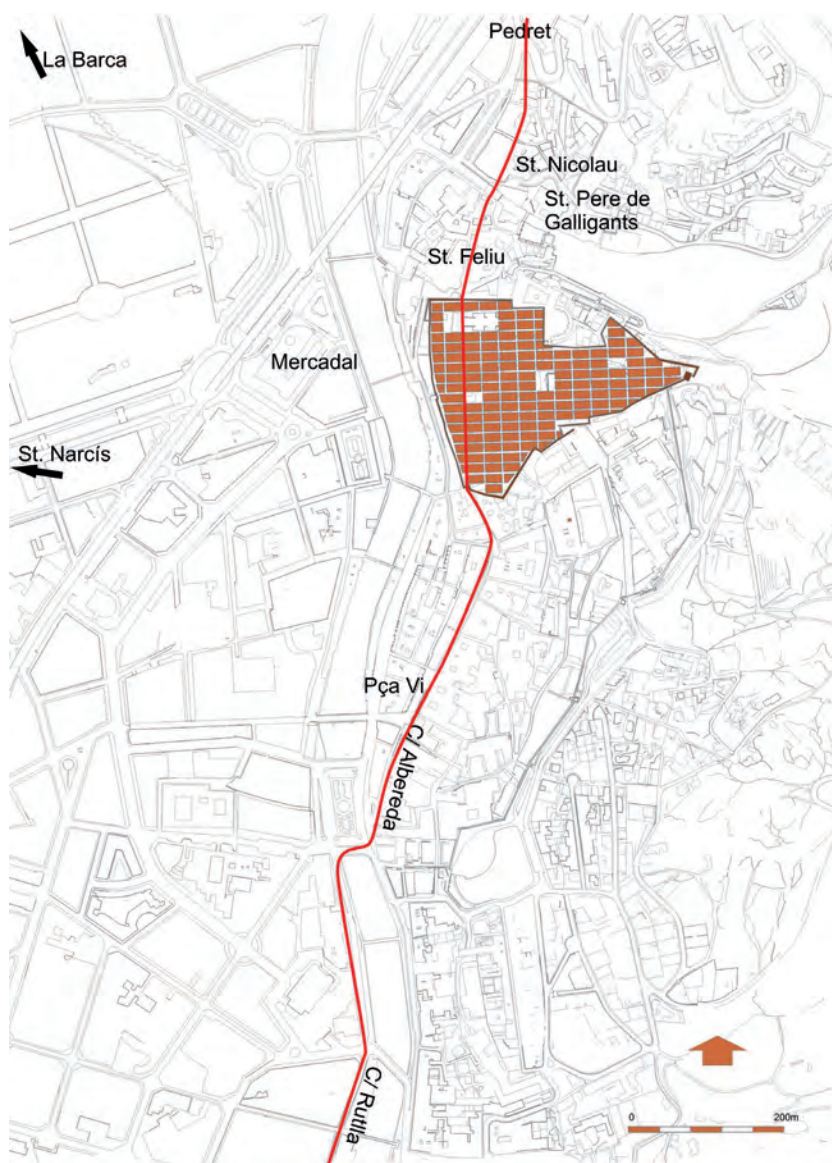 Pedret
La Barca
St. Nicolau
St. Pere de
Galligants
St. Feliu
Mercadal
St. Narcís
Pça Vi
C/ Albereda
C/ Rutlla
0 200m